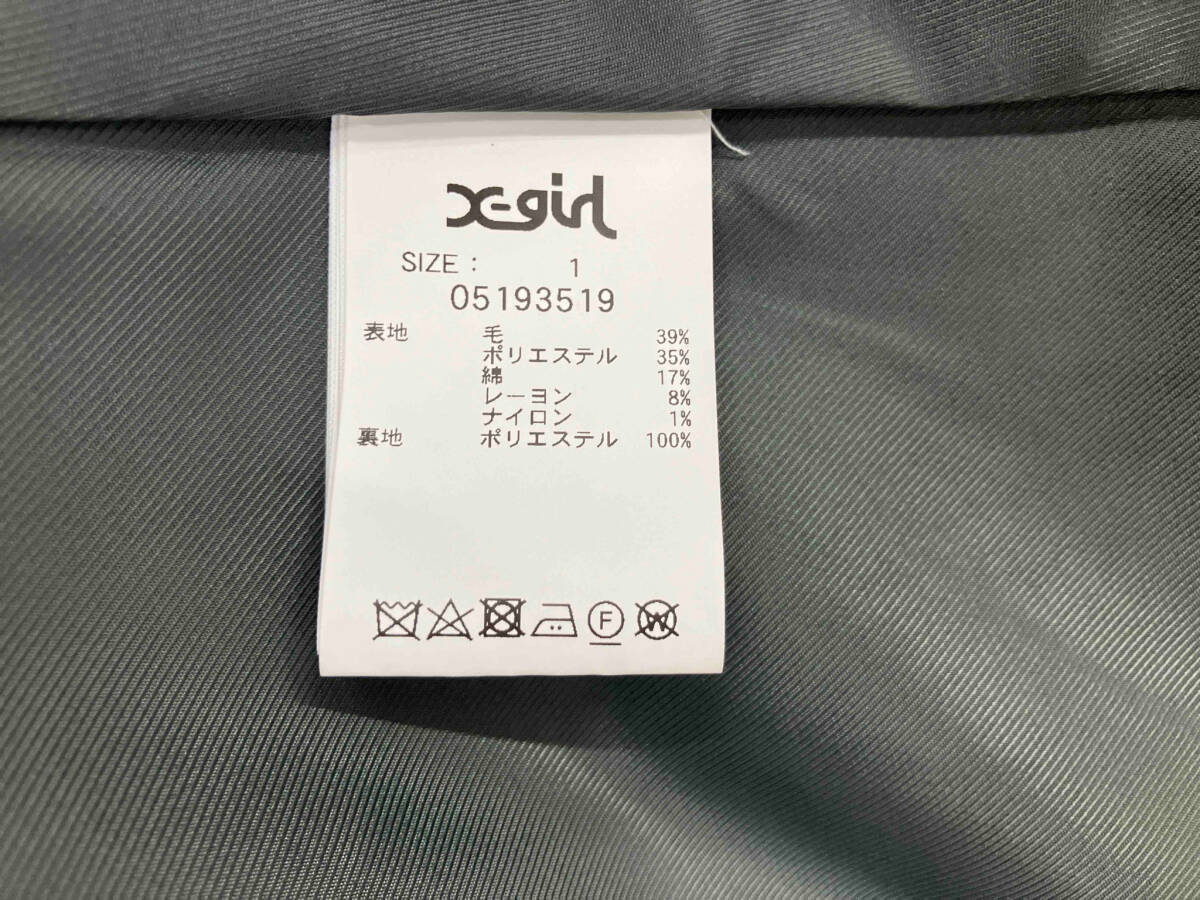 X-girl
SIZE : 1
05193519
表地 毛 39%
ポリエステル 35%
綿 17%
レーヨン 8%
ナイロン 1%
裏地 ポリエステル 100%
F W